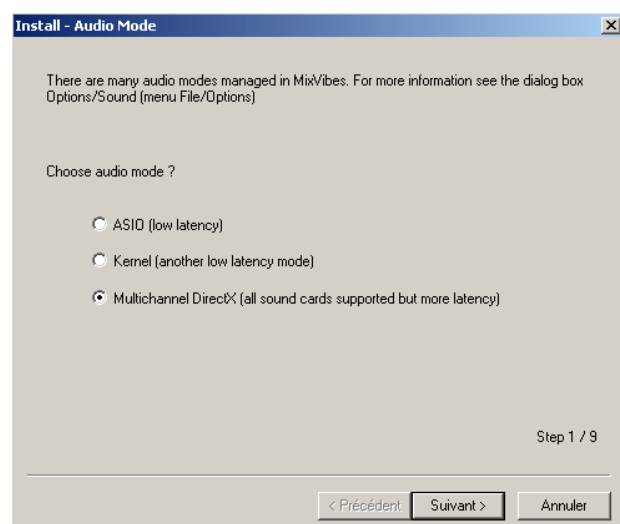 Install - Audio Mode
There are many audio modes managed in MixVibes. For more information see the dialog box
Options/Sound (menu File/Options)
Choose audio mode ?
ASIO (low latency)
Kernel (another low latency mode)
Multichannel DirectX (all sound cards supported but more latency)
Step 1 / 9
< Précédent
Suivant >
Annuler